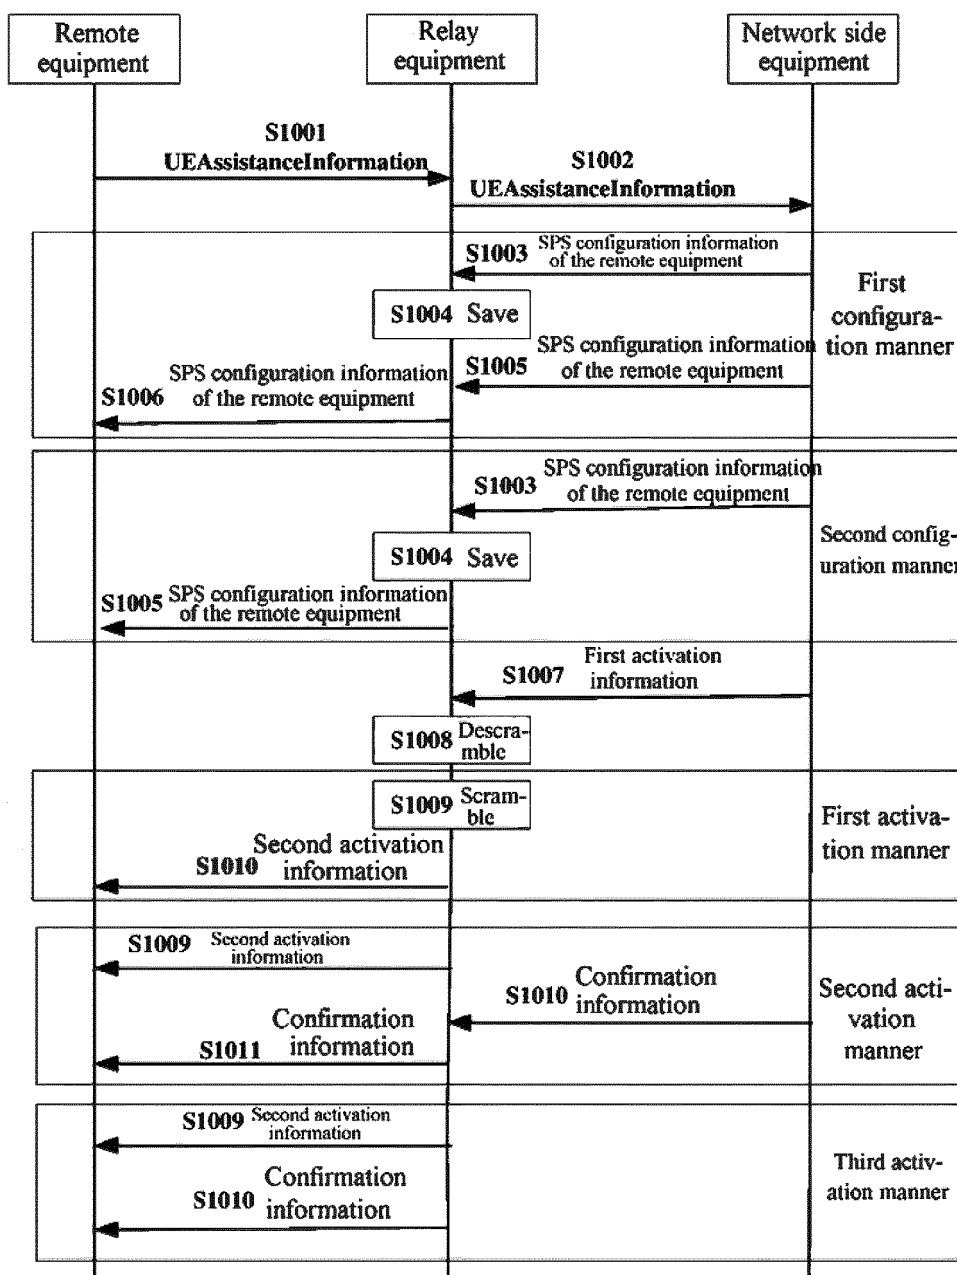 Remote
equipment
Relay
equipment
Network side
equipment
S1001
UEAssistanceInformation
S1002
UEAssistanceInformation
S1003 SPS configuration information
of the remote equipment
First
configura-
tion manner
S1004 Save
SPS configuration information
S1005 of the remote equipment
SPS configuration information
S1006 of the remote equipment
SPS configuration information
S1003 of the remote equipment
Second config-
uration manner
S1004 Save
S1005 SPS configuration information
of the remote equipment
First activation
S1007 information
S1008 Descra-
mble
S1009 Scram-
ble
First activa-
tion manner
Second activation
S1010 information
S1009 Second activation
information
Confirmation
S1010 information
Second acti-
vation
manner
Confirmation
S1011 information
S1009 Second activation
information
Third activ-
ation manner
Confirmation
S1010 information